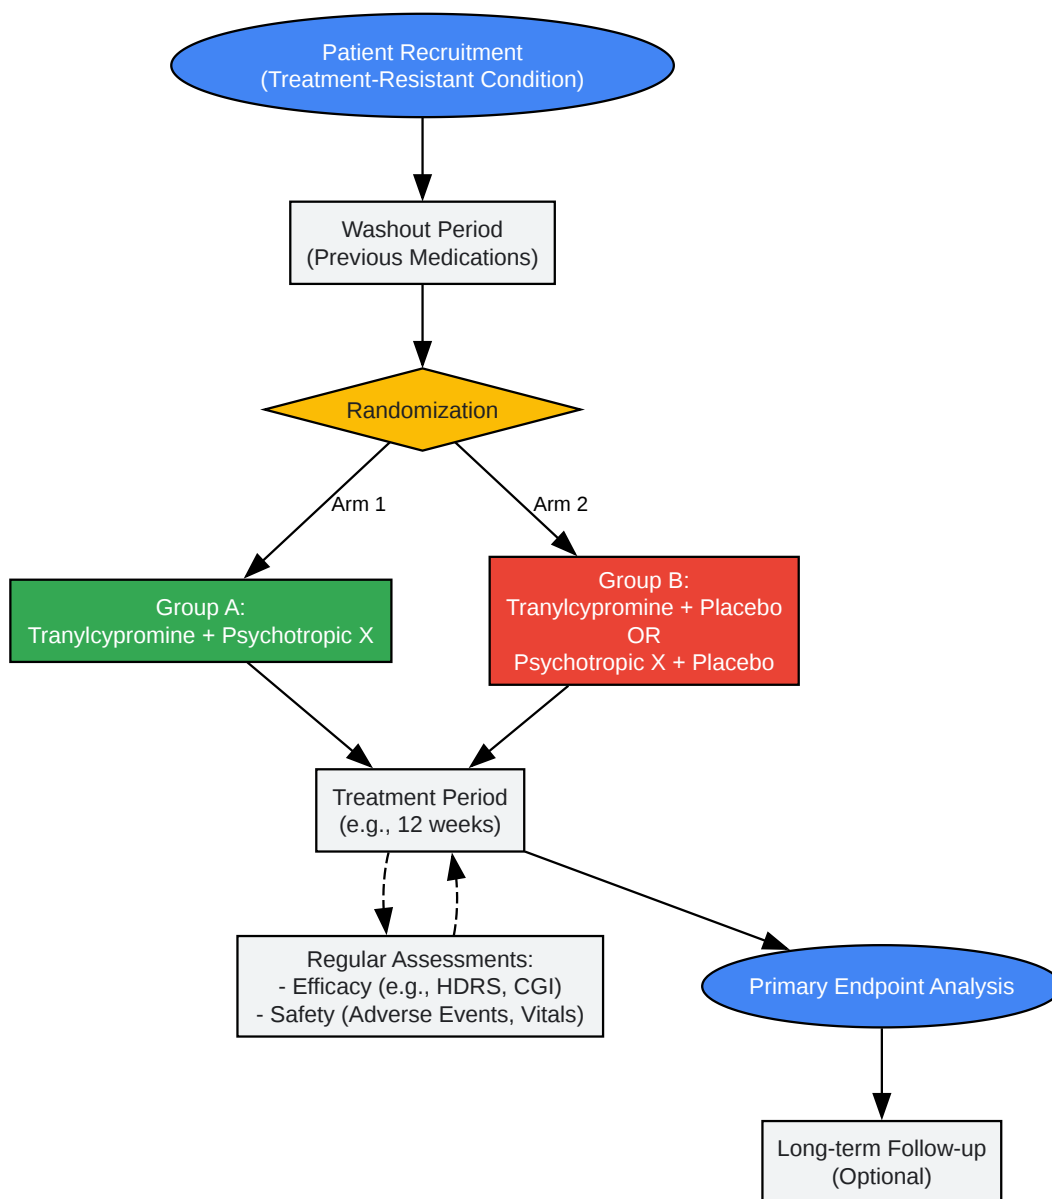 Patient Recruitment
(Treatment-Resistant Condition)
Washout Period
(Previous Medications)
Randomization
Arm 1
Arm 2
Group A:
Tranylcypromine + Psychotropic X
Group B:
Tranylcypromine + Placebo
OR
Psychotropic X + Placebo
Treatment Period
(e.g., 12 weeks)
Regular Assessments:
- Efficacy (e.g., HDRS, CGI)
- Safety (Adverse Events, Vitals)
Primary Endpoint Analysis
Long-term Follow-up
(Optional)